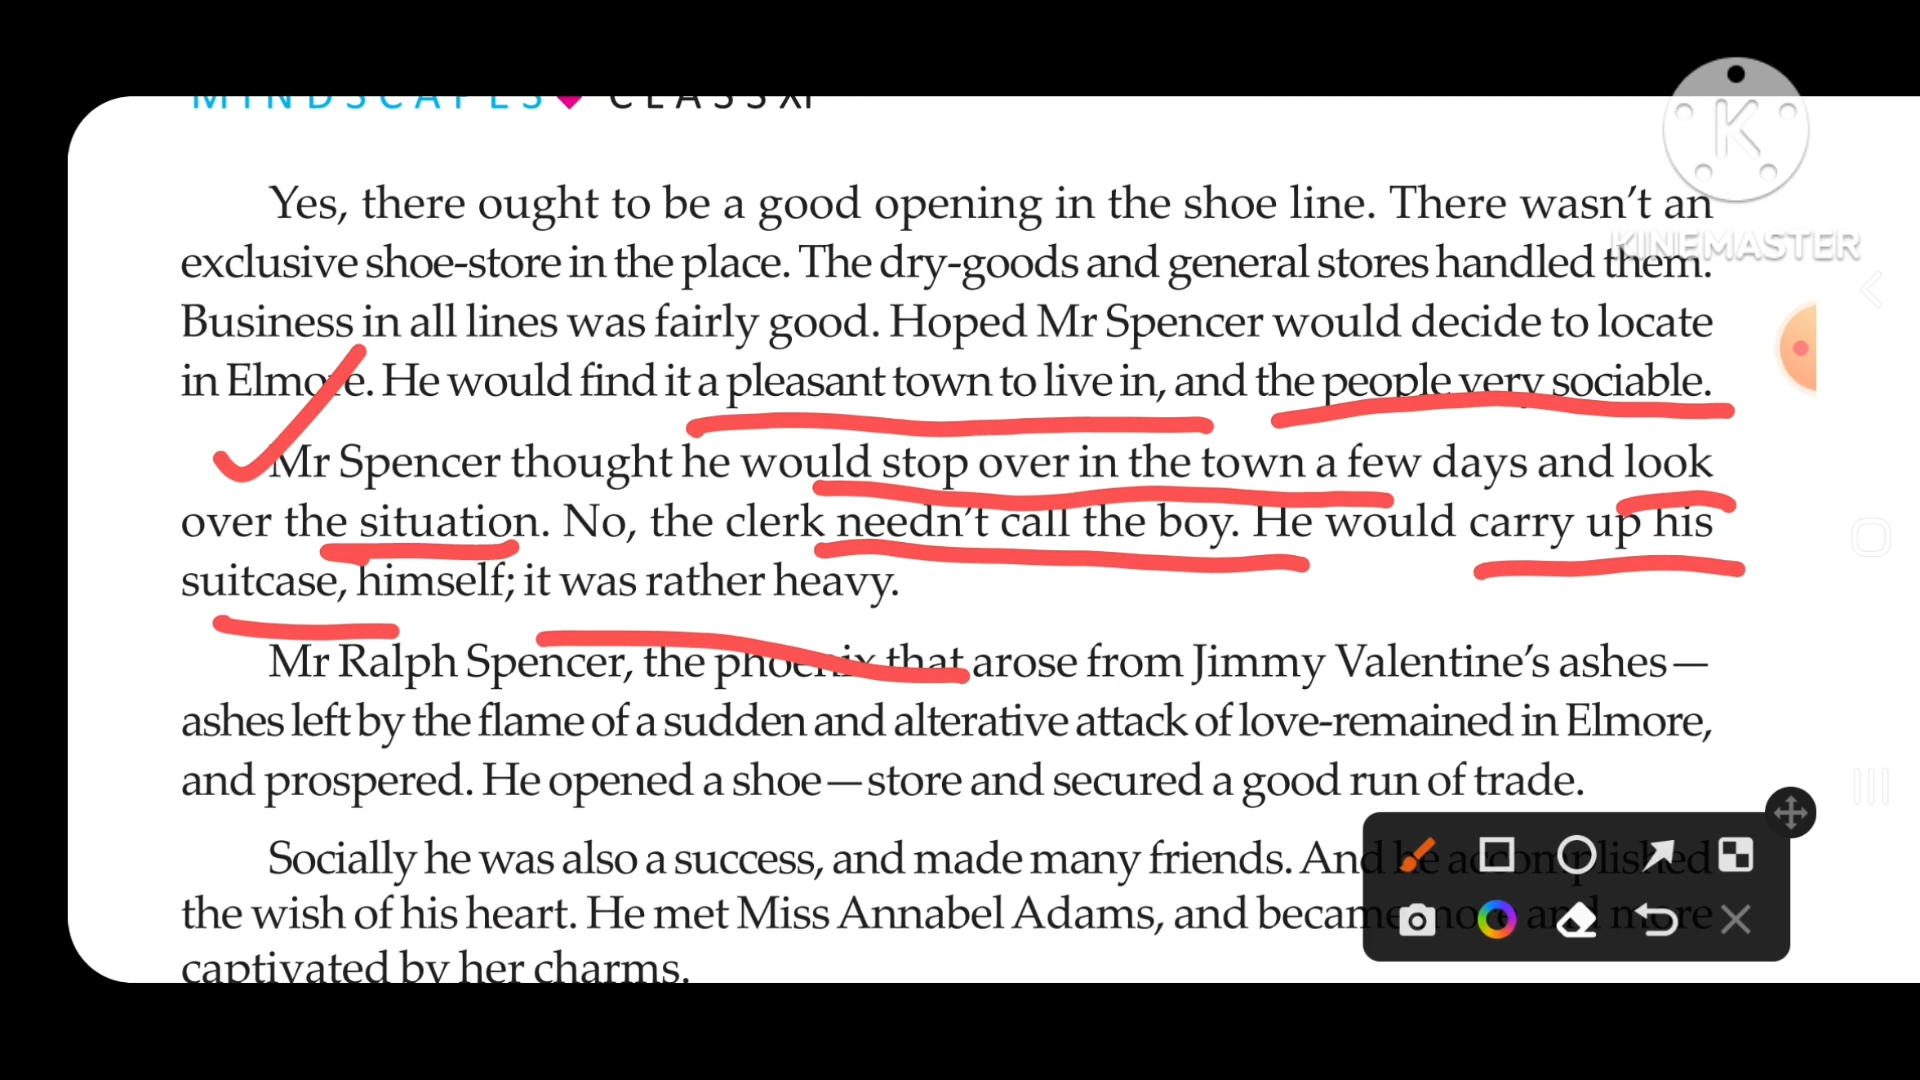 MINDSCAPES CLASS XI
Yes, there ought to be a good opening in the shoe line. There wasn't an
exclusive shoe-store in the place. The dry-goods and general stores handled them.
Business in all lines was fairly good. Hoped Mr Spencer would decide to locate
in Elmore. He would find it a pleasant town to live in, and the people very sociable.
Mr Spencer thought he would stop over in the town a few days and look
over the situation. No, the clerk needn't call the boy. He would carry up his
suitcase, himself; it was rather heavy.
Mr Ralph Spencer, the phoenix that arose from Jimmy Valentine's ashes—
ashes left by the flame of a sudden and alterative attack of love-remained in Elmore,
and prospered. He opened a shoe—store and secured a good run of trade.
Socially he was also a success, and made many friends. And he accomplished
the wish of his heart. He met Miss Annabel Adams, and became more and more
captivated by her charms.
K
KINEMASTER